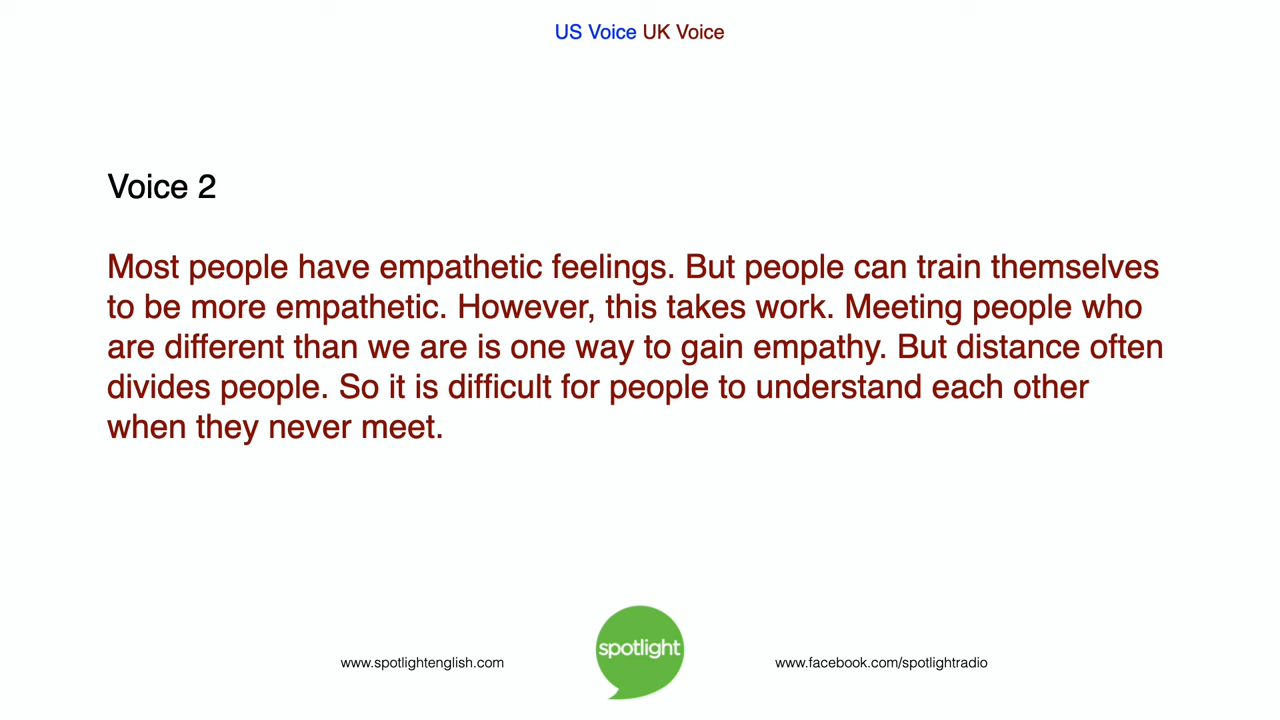 US Voice UK Voice
Voice 2
Most people have empathetic feelings. But people can train themselves
to be more empathetic. However, this takes work. Meeting people who
are different than we are is one way to gain empathy. But distance often
divides people. So it is difficult for people to understand each other
when they never meet.
spotlight
www.spotlightenglish.com
www.facebook.com/spotlightradio